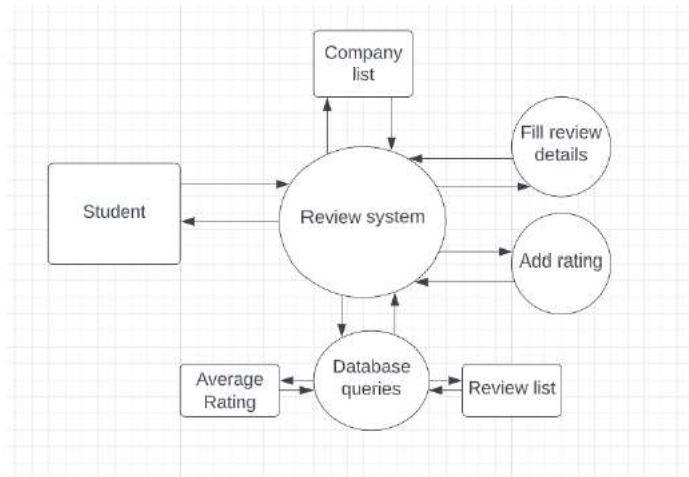 Company
list
Fill review
details
Student
Review system
Add rating
Database
queries
Average
Rating
Review list